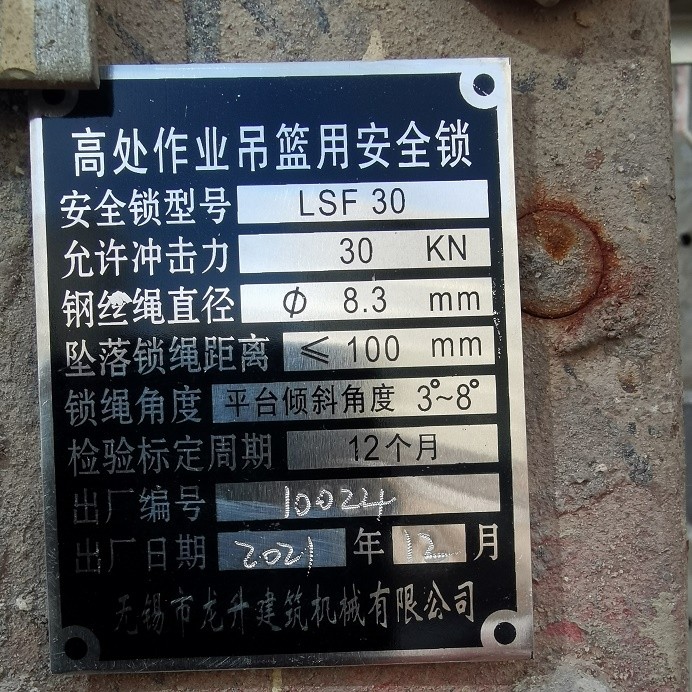 高处作业吊篮用安全锁
安全锁型号 LSF 30
允许冲击力 30 KN
钢丝绳直径 Φ 8.3 mm
坠落锁绳距离 ≤ 100 mm
锁绳角度 平台倾斜角度 3°~8°
检验标定周期 12个月
出厂编号 10024
出厂日期 2021 年 12 月
无锡市龙升建筑机械有限公司